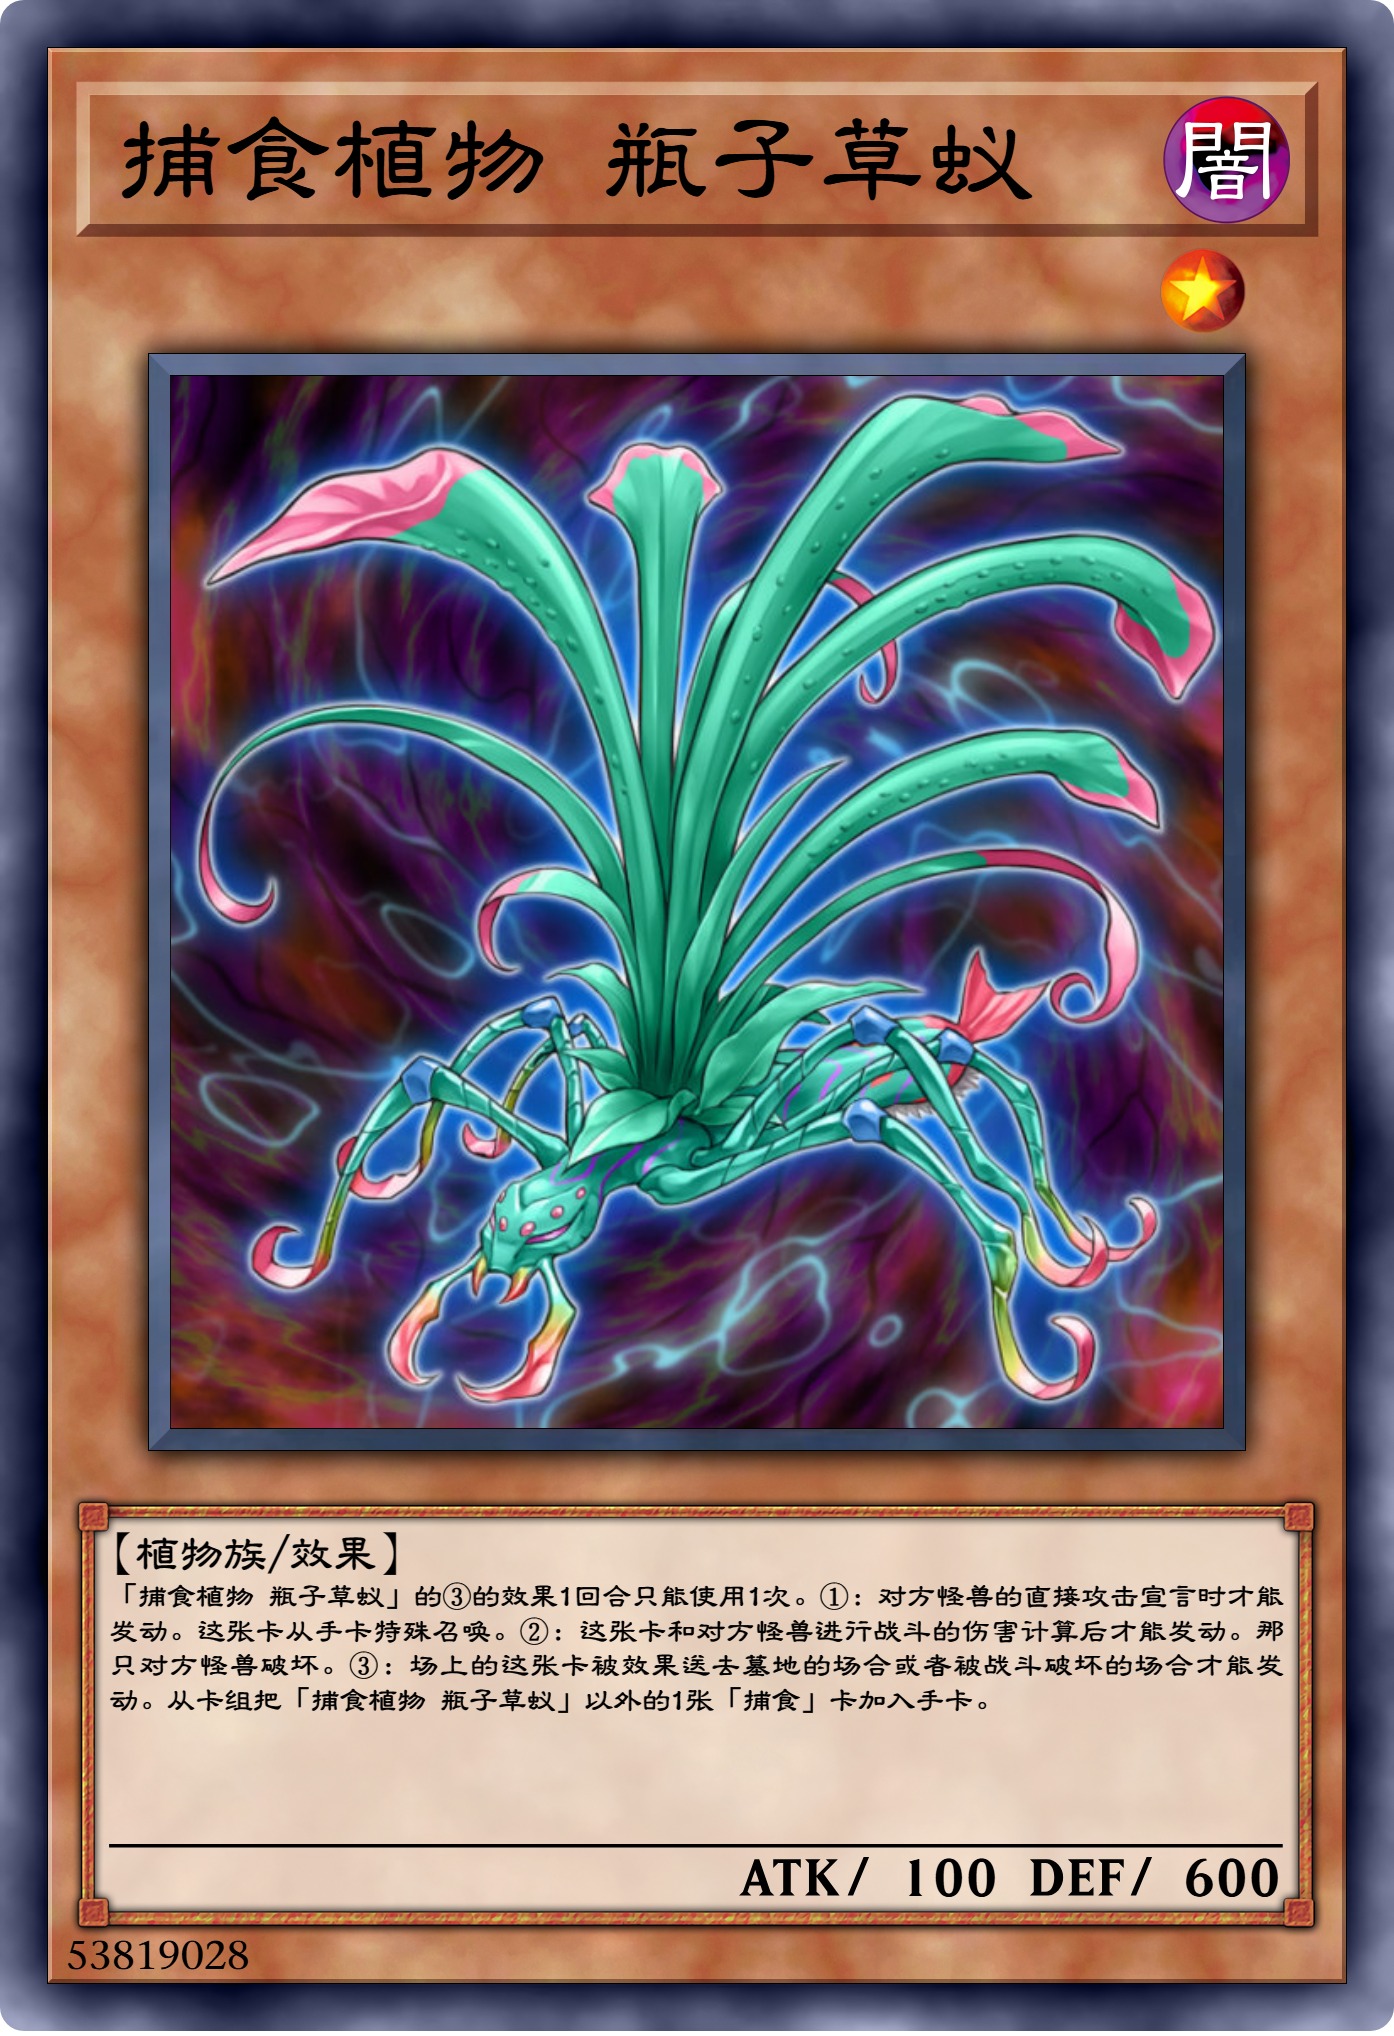 捕食植物 瓶子草蚁
闇
【植物族/效果】
「捕食植物 瓶子草蚁」的③的效果1回合只能使用1次。①：对方怪兽的直接攻击宣言时才能
发动。这张卡从手卡特殊召唤。②：这张卡和对方怪兽进行战斗的伤害计算后才能发动。那
只对方怪兽破坏。③：场上的这张卡被效果送去墓地的场合或者被战斗破坏的场合才能发
动。从卡组把「捕食植物 瓶子草蚁」以外的1张「捕食」卡加入手卡。
ATK/ 100 DEF/ 600
53819028